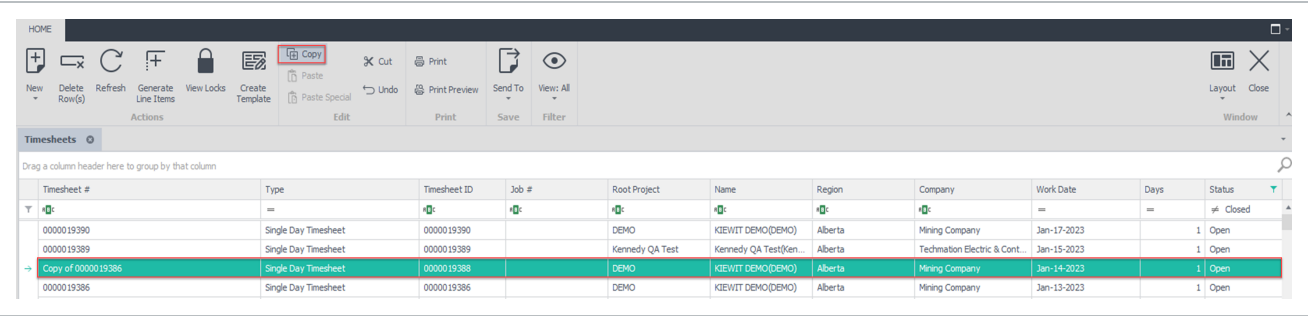 HOME
New
Delete Row(s)
Refresh
Generate Line Items
View Locks
Create Template
Actions
Copy
Paste
Paste Special
Cut
Undo
Edit
Print
Print Preview
Print
Send To
Save
View: All
Filter
Layout
Close
Window
Timesheets
Drag a column header here to group by that column
Timesheet # Type Timesheet ID Job # Root Project Name Region Company Work Date Days Status
= = = ≠ Closed
0000019390 Single Day Timesheet 0000019390 DEMO KIEWIT DEMO(DEMO) Alberta Mining Company Jan-17-2023 1 Open
0000019389 Single Day Timesheet 0000019389 Kennedy QA Test Kennedy QA Test(Ken... Alberta Techmation Electric & Cont... Jan-15-2023 1 Open
Copy of 0000019386 Single Day Timesheet 0000019388 DEMO KIEWIT DEMO(DEMO) Alberta Mining Company Jan-14-2023 1 Open
0000019386 Single Day Timesheet 0000019386 DEMO KIEWIT DEMO(DEMO) Alberta Mining Company Jan-13-2023 1 Open